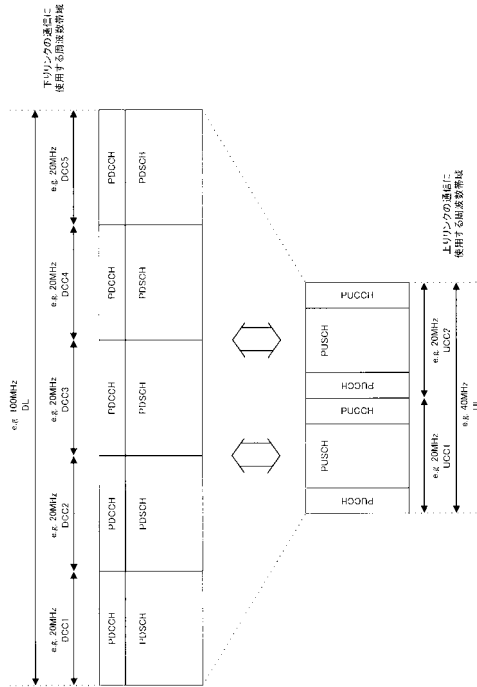 e.g. 100MHz
DL
下りリンクの通信に
使用する周波数帯域
e.g. 20MHz
DCC1
e.g. 20MHz
DCC2
e.g. 20MHz
DCC3
e.g. 20MHz
DCC4
e.g. 20MHz
DCC5
PDCCH
PDCCH
PDCCH
PDCCH
PDCCH
PDSCH
PDSCH
PDSCH
PDSCH
PDSCH
PUCCH
PUSCH
PUCCH
PUCCH
PUSCH
PUCCH
e.g. 20MHz
UCC1
e.g. 20MHz
UCC2
e.g. 40MHz
UL
上りリンクの通信に
使用する周波数帯域